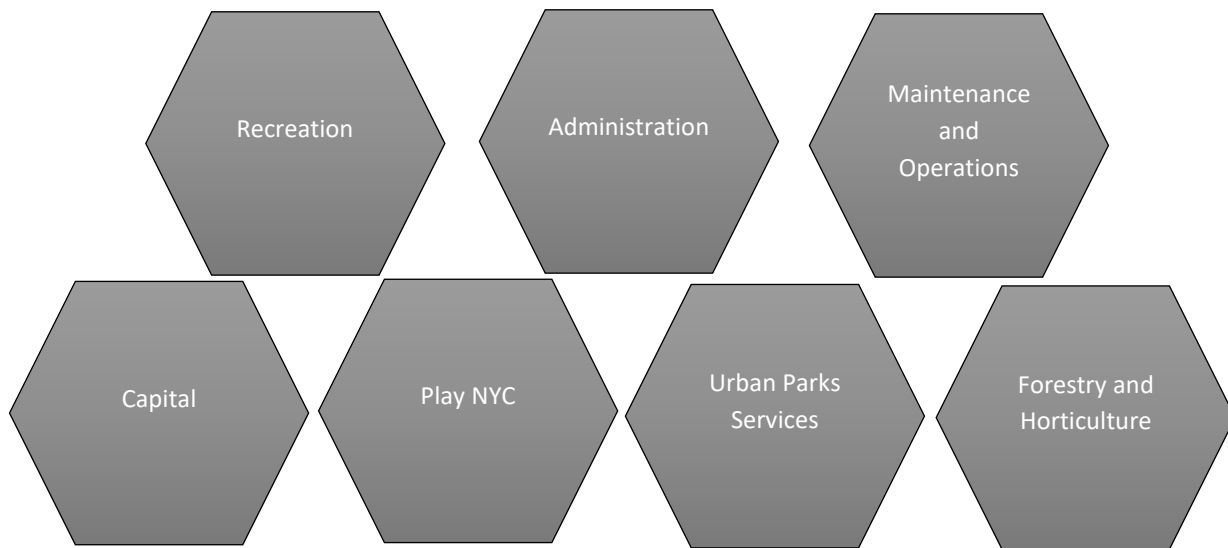 Recreation
Administration
Maintenance
and
Operations
Capital
Play NYC
Urban Parks
Services
Forestry and
Horticulture